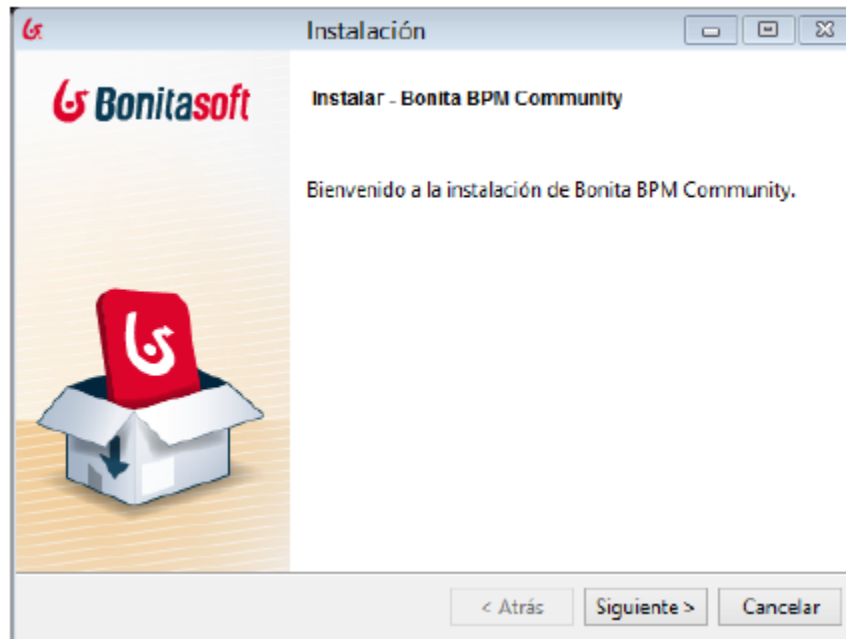 Instalación
Bonitasoft
Instalar - Bonita BPM Community
Bienvenido a la instalación de Bonita BPM Community.
< Atrás
Siguiente >
Cancelar